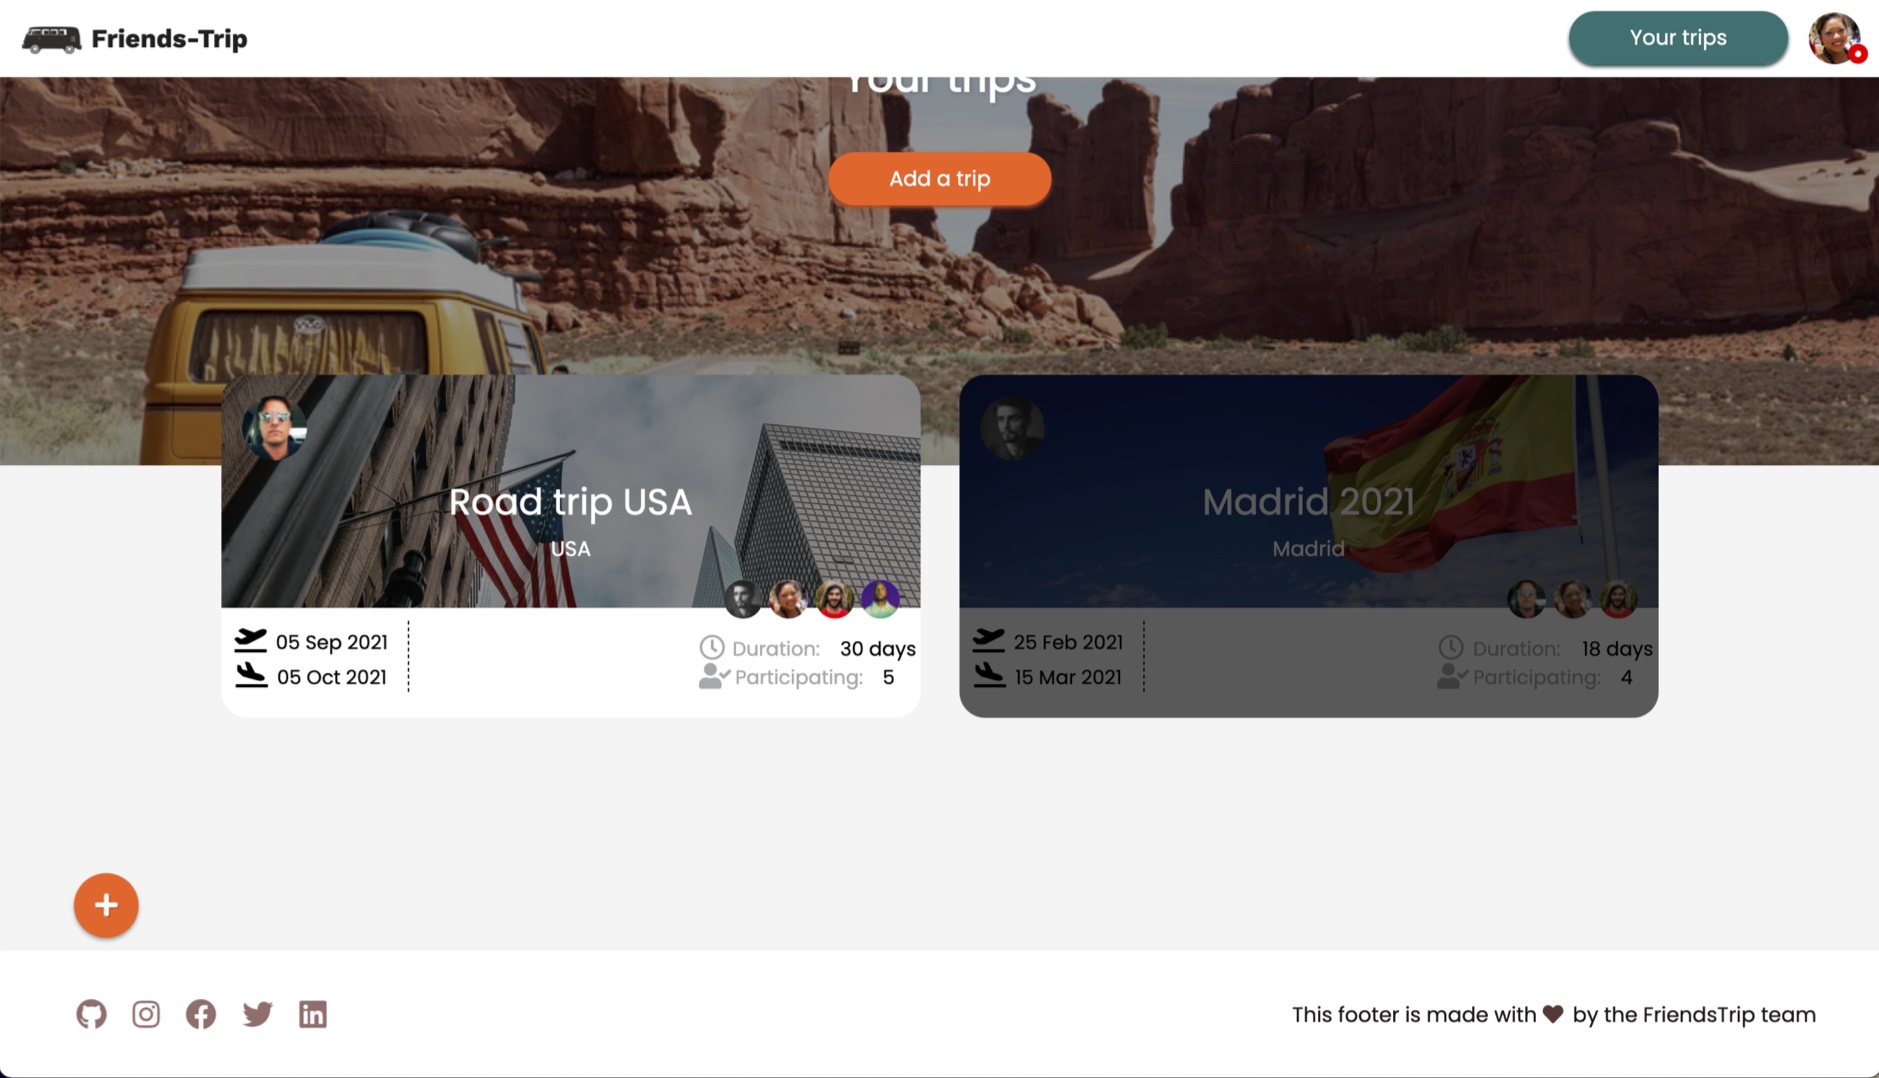 Friends-Trip
Your trips
Your trips
Add a trip
Road trip USA
USA
05 Sep 2021
05 Oct 2021
Duration: 30 days
Participating: 5
Madrid 2021
Madrid
25 Feb 2021
15 Mar 2021
Duration: 18 days
Participating: 4
This footer is made with ♥ by the FriendsTrip team